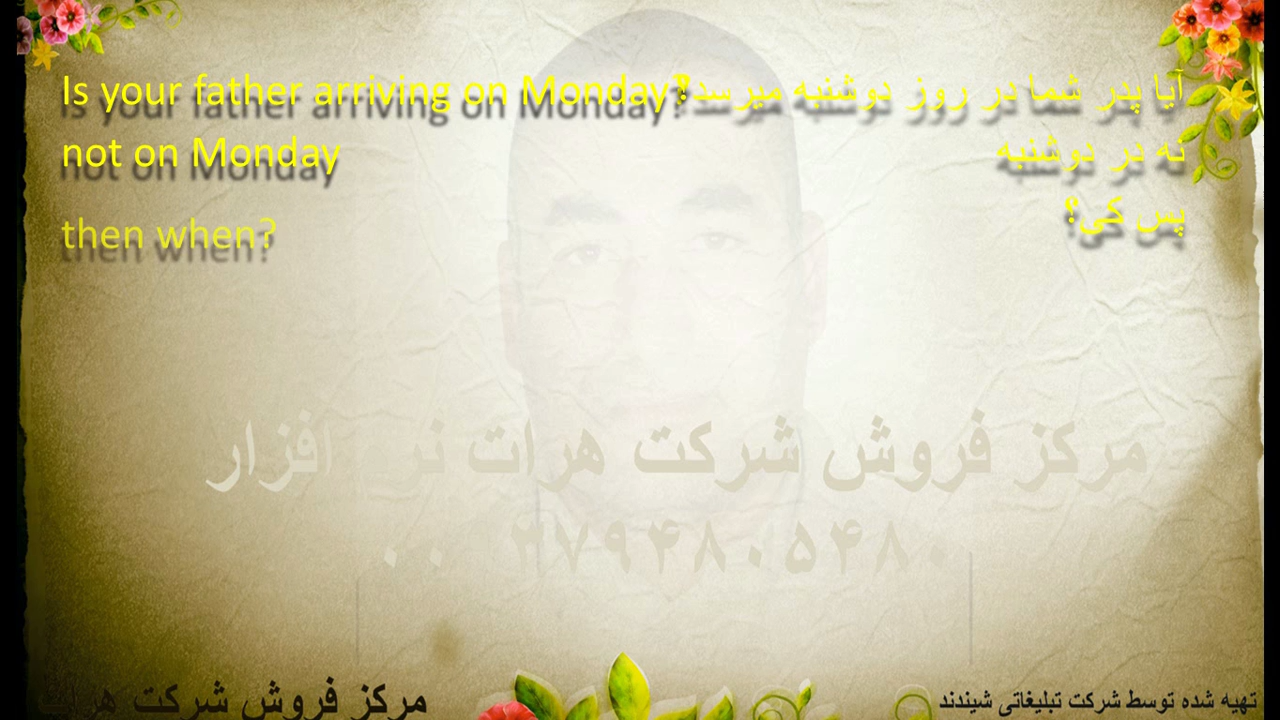 Is your father arriving on Monday?
آیا پدر شما در روز دوشنبه میرسد؟
not on Monday
نه در دوشنبه
then when?
پس کی؟
مرکز فروش شرکت هرات افزار
مرکز فروش شرکت هرات
تهیه شده توسط شرکت تبلیغاتی شیندند